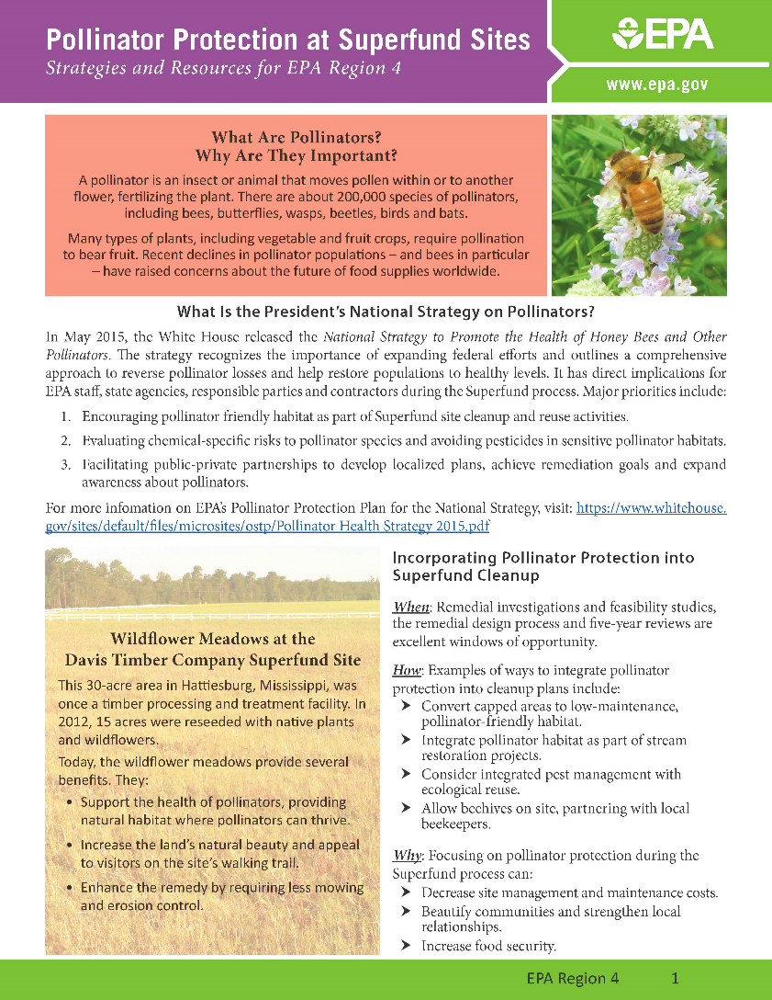 Pollinator Protection at Superfund Sites
Strategies and Resources for EPA Region 4
EPA
www.epa.gov
What Are Pollinators?
Why Are They Important?
A pollinator is an insect or animal that moves pollen within or to another
flower, fertilizing the plant. There are about 200,000 species of pollinators,
including bees, butterflies, wasps, beetles, birds and bats.
Many types of plants, including vegetable and fruit crops, require pollination
to bear fruit. Recent declines in pollinator populations – and bees in particular
– have raised concerns about the future of food supplies worldwide.
What Is the President's National Strategy on Pollinators?
In May 2015, the White House released the National Strategy to Promote the Health of Honey Bees and Other
Pollinators. The strategy recognizes the importance of expanding federal efforts and outlines a comprehensive
approach to reverse pollinator losses and help restore populations to healthy levels. It has direct implications for
EPA staff, state agencies, responsible parties and contractors during the Superfund process. Major priorities include:
1. Encouraging pollinator friendly habitat as part of Superfund site cleanup and reuse activities.
2. Evaluating chemical-specific risks to pollinator species and avoiding pesticides in sensitive pollinator habitats.
3. Facilitating public-private partnerships to develop localized plans, achieve remediation goals and expand
awareness about pollinators.
For more infomation on EPA's Pollinator Protection Plan for the National Strategy, visit: https://www.whitehouse.
gov/sites/default/files/microsites/ostp/Pollinator Health Strategy 2015.pdf
Wildflower Meadows at the
Davis Timber Company Superfund Site
This 30-acre area in Hattiesburg, Mississippi, was
once a timber processing and treatment facility. In
2012, 15 acres were reseeded with native plants
and wildflowers.
Today, the wildflower meadows provide several
benefits. They:
• Support the health of pollinators, providing
natural habitat where pollinators can thrive.
• Increase the land's natural beauty and appeal
to visitors on the site's walking trail.
• Enhance the remedy by requiring less mowing
and erosion control.
Incorporating Pollinator Protection into
Superfund Cleanup
When: Remedial investigations and feasibility studies,
the remedial design process and five-year reviews are
excellent windows of opportunity.
How: Examples of ways to integrate pollinator
protection into cleanup plans include:
➤ Convert capped areas to low-maintenance,
pollinator-friendly habitat.
➤ Integrate pollinator habitat as part of stream
restoration projects.
➤ Consider integrated pest management with
ecological reuse.
➤ Allow beehives on site, partnering with local
beekeepers.
Why: Focusing on pollinator protection during the
Superfund process can:
➤ Decrease site management and maintenance costs.
➤ Beautify communities and strengthen local
relationships.
➤ Increase food security.
EPA Region 4 1